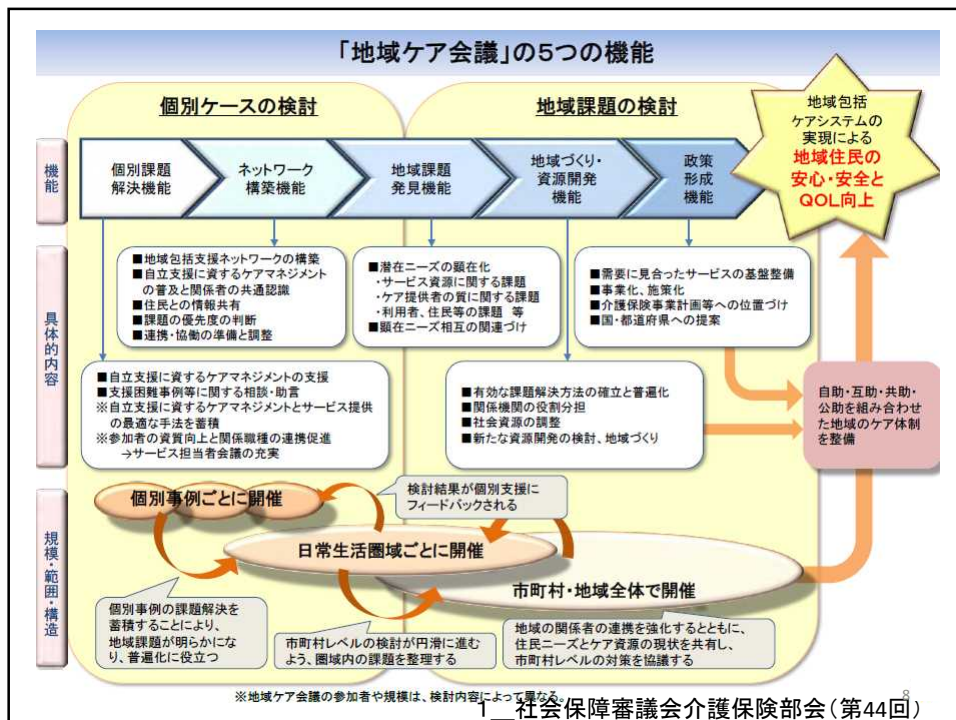 「地域ケア会議」の５つの機能
個別ケースの検討
地域課題の検討
地域包括
ケアシステムの
実現による
地域住民の
安心・安全と
QOL向上
機能
個別課題
解決機能
ネットワーク
構築機能
地域課題
発見機能
地域づくり・
資源開発
機能
政策
形成
機能
具体的内容
■地域包括支援ネットワークの構築
■自立支援に資するケアマネジメント
の普及と関係者の共通認識
■住民との情報共有
■課題の優先度の判断
■連携・協働の準備と調整
■潜在ニーズの顕在化
・サービス資源に関する課題
・ケア提供者の質に関する課題
・利用者、住民等の課題 等
■顕在ニーズ相互の関連づけ
■需要に見合ったサービスの基盤整備
■事業化、施策化
■介護保険事業計画等への位置づけ
■国・都道府県への提案
■自立支援に資するケアマネジメントの支援
■支援困難事例等に関する相談・助言
※自立支援に資するケアマネジメントとサービス提供
の最適な手法を蓄積
※参加者の資質向上と関係職種の連携促進
→サービス担当者会議の充実
■有効な課題解決方法の確立と普遍化
■関係機関の役割分担
■社会資源の調整
■新たな資源開発の検討、地域づくり
自助・互助・共助・
公助を組み合わせ
た地域のケア体制
を整備
規模・範囲・構造
個別事例ごとに開催
検討結果が個別支援に
フィードバックされる
日常生活圏域ごとに開催
市町村・地域全体で開催
個別事例の課題解決を
蓄積することにより、
地域課題が明らかにな
り、普遍化に役立つ
市町村レベルの検討が円滑に進む
よう、圏域内の課題を整理する
地域の関係者の連携を強化するとともに、
住民ニーズとケア資源の現状を共有し、
市町村レベルの対策を協議する
※地域ケア会議の参加者や規模は、検討内容によって異なる。
8
1__社会保障審議会介護保険部会（第44回）